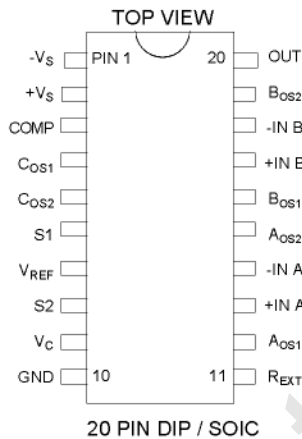 TOP VIEW
-VS PIN 1 20 OUT
+VS BOS2
COMP -IN B
COS1 +IN B
COS2 BOS1
S1 AOS2
VREF -IN A
S2 +IN A
VC AOS1
GND 10 11 REXT
20 PIN DIP / SOIC